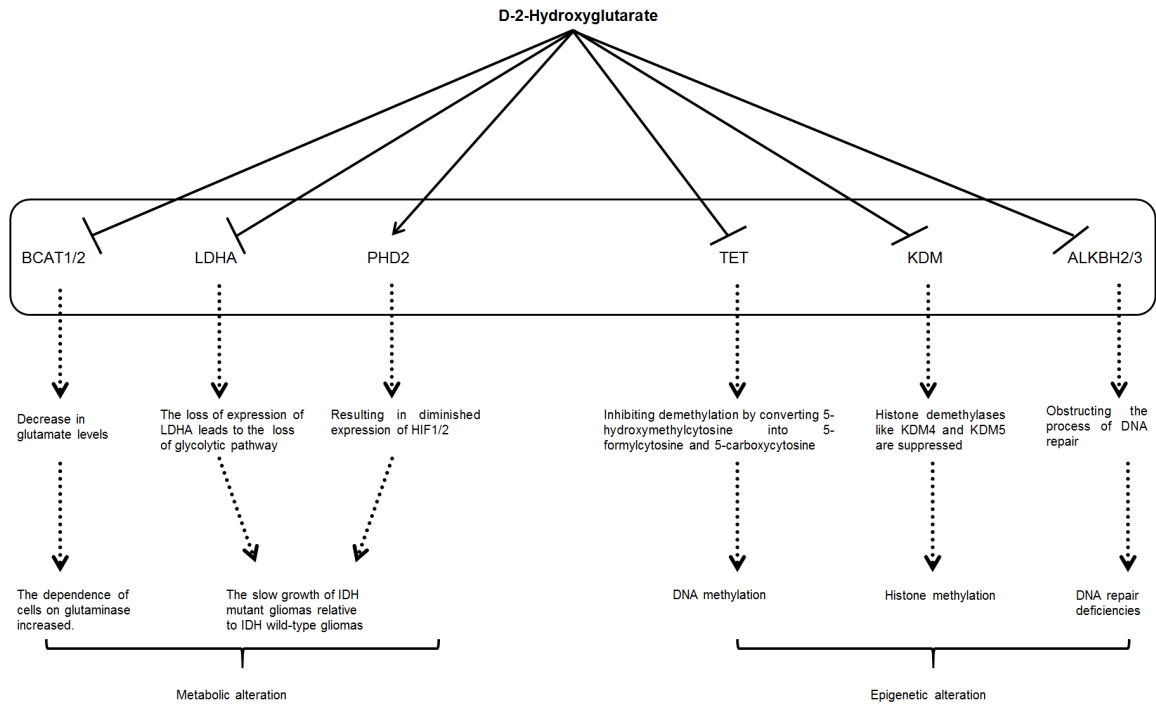 D-2-Hydroxyglutarate
BCAT1/2
LDHA
PHD2
TET
KDM
ALKBH2/3
Decrease in
glutamate levels
The loss of expression of
LDHA leads to the loss
of glycolytic pathway
Resulting in diminished
expression of HIF1/2
Inhibiting demethylation by converting 5-
hydroxymethylcytosine into 5-
formylcytosine and 5-carboxycytosine
Histone demethylases
like KDM4 and KDM5
are suppressed
Obstructing the
process of DNA
repair
The dependence of
cells on glutaminase
increased.
The slow growth of IDH
mutant gliomas relative
to IDH wild-type gliomas
DNA methylation
Histone methylation
DNA repair
deficiencies
Metabolic alteration
Epigenetic alteration